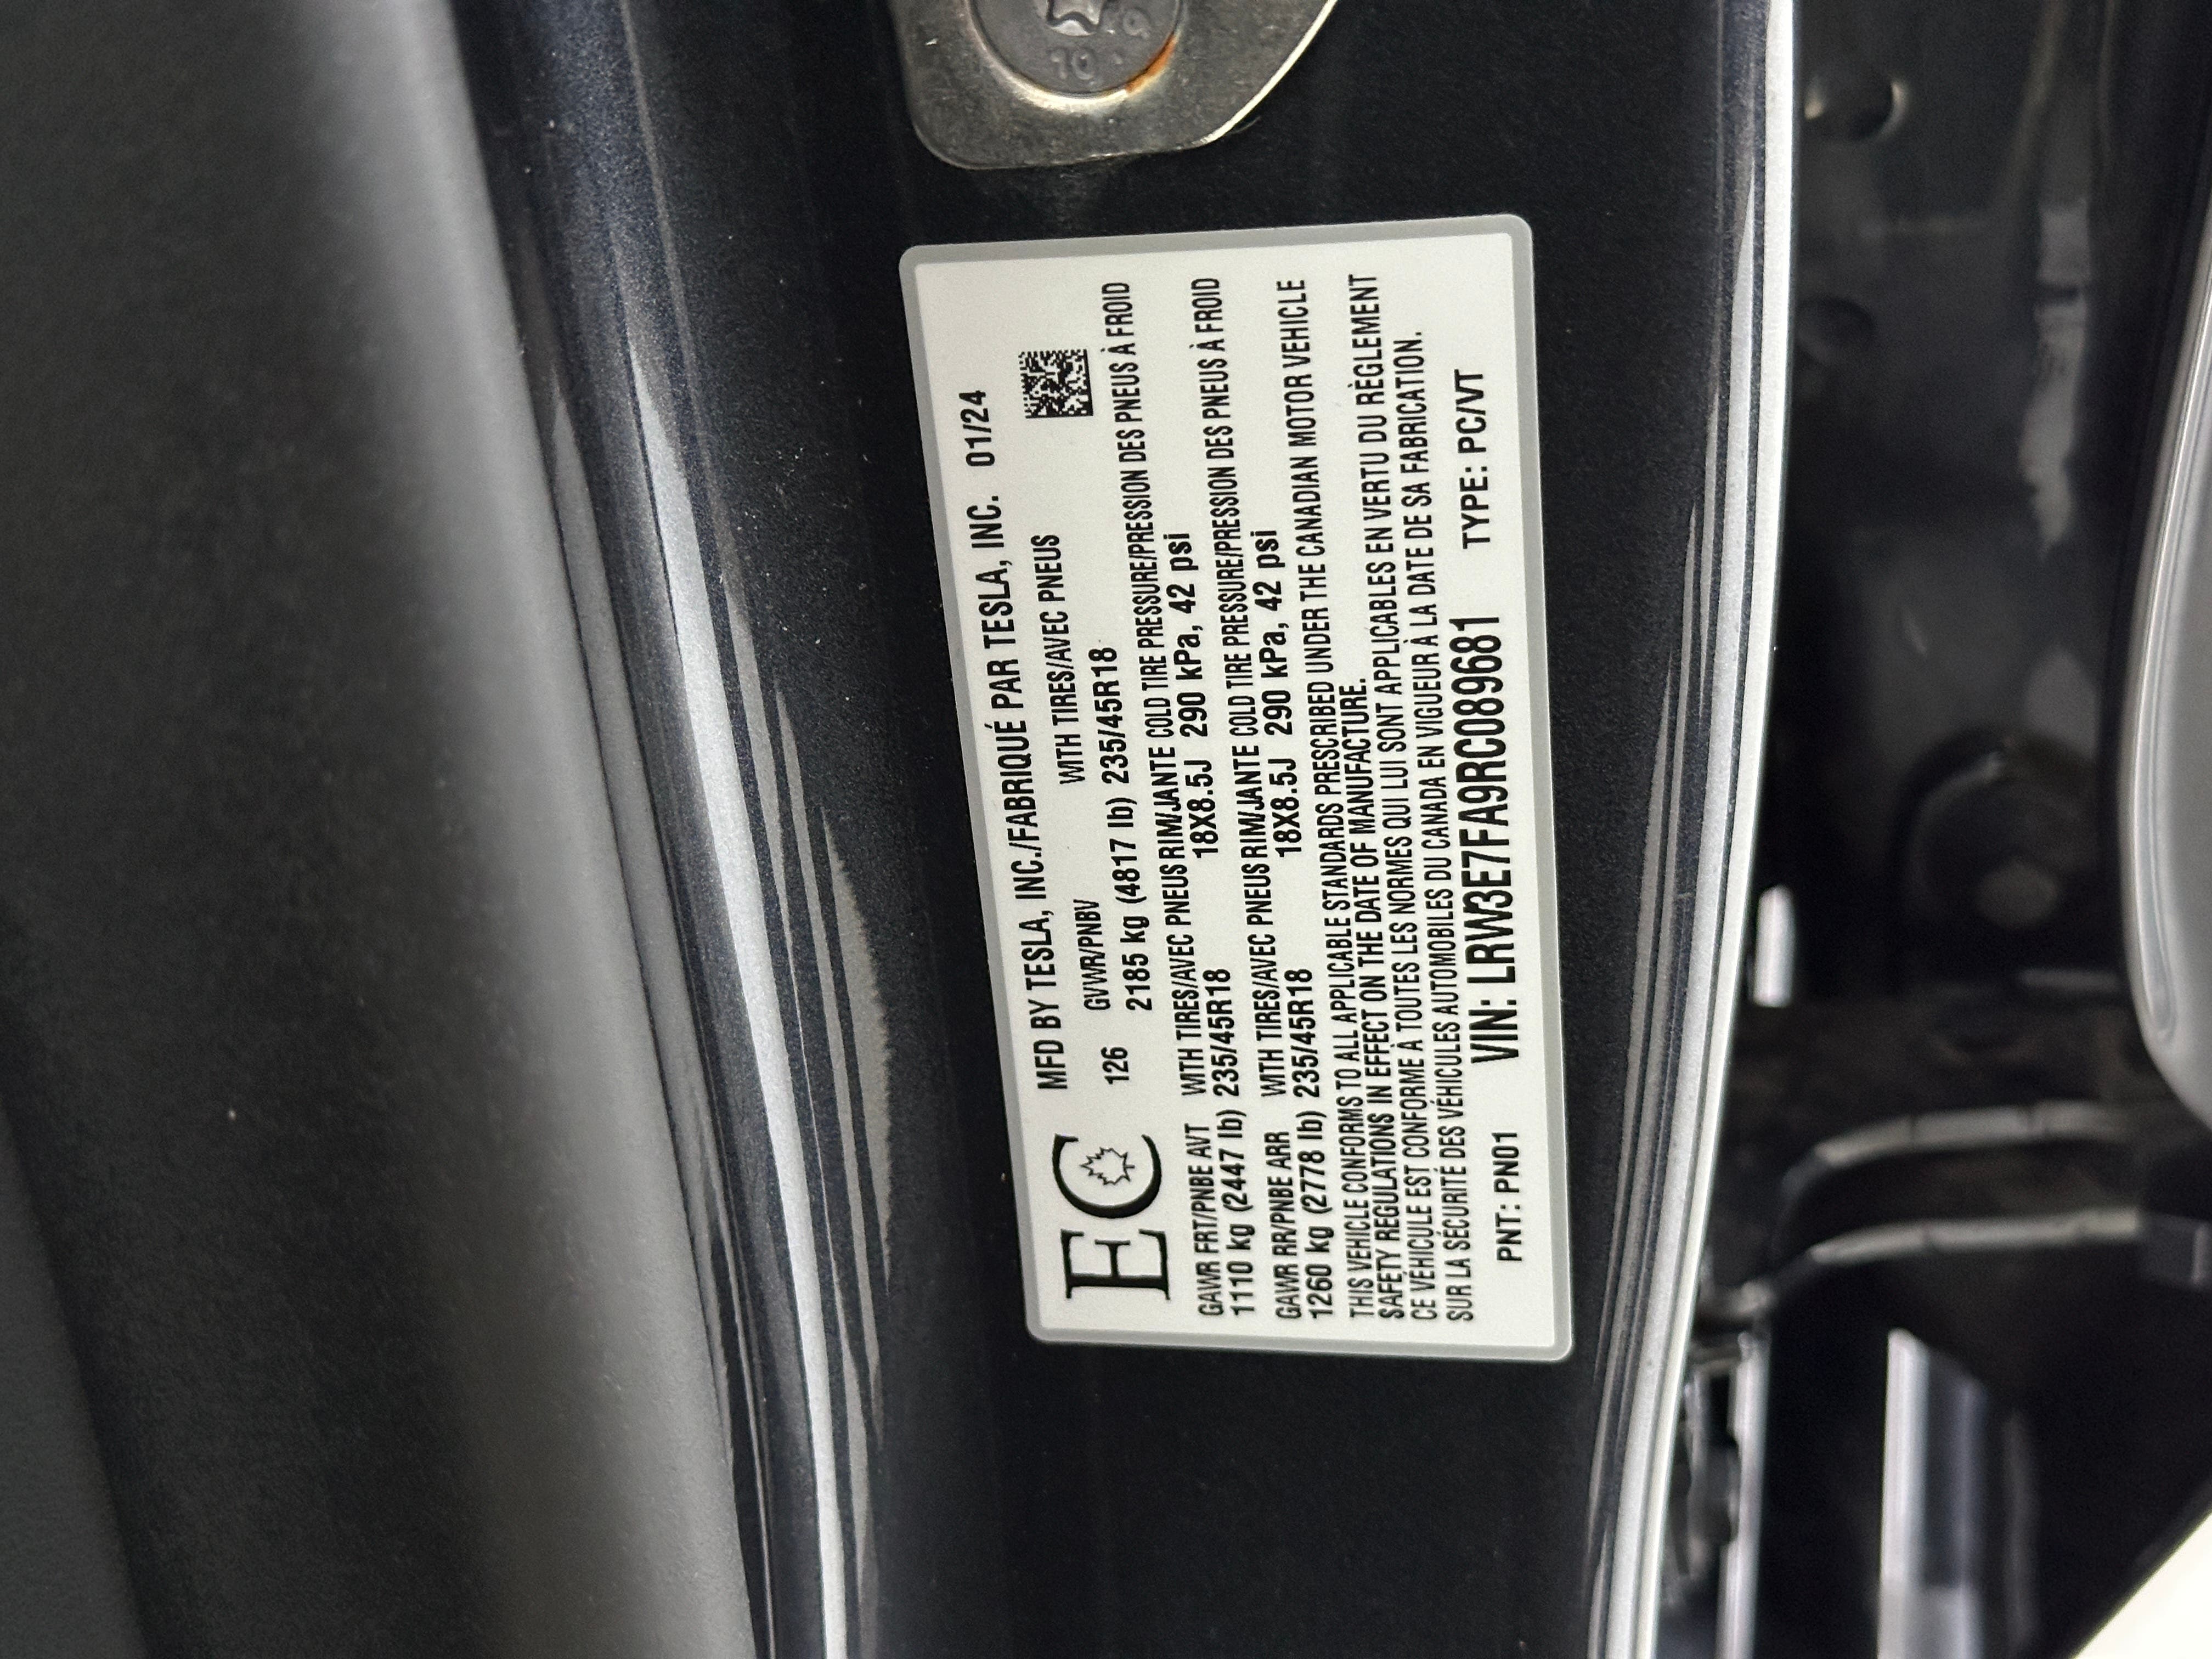 MFD BY TESLA, INC./FABRIQUÉ PAR TESLA, INC. 01/24
EC
126 GVWR/PNBV WITH TIRES/AVEC PNEUS
2185 kg (4817 lb) 235/45R18
GAWR FRT/PNBE AVT WITH TIRES/AVEC PNEUS RIM/JANTE COLD TIRE PRESSURE/PRESSION DES PNEUS À FROID
1110 kg (2447 lb) 235/45R18 18X8.5J 290 kPa, 42 psi
GAWR RR/PNBE ARR WITH TIRES/AVEC PNEUS RIM/JANTE COLD TIRE PRESSURE/PRESSION DES PNEUS À FROID
1260 kg (2778 lb) 235/45R18 18X8.5J 290 kPa, 42 psi
THIS VEHICLE CONFORMS TO ALL APPLICABLE STANDARDS PRESCRIBED UNDER THE CANADIAN MOTOR VEHICLE
SAFETY REGULATIONS IN EFFECT ON THE DATE OF MANUFACTURE.
CE VÉHICULE EST CONFORME À TOUTES LES NORMES QUI LUI SONT APPLICABLES EN VERTU DU RÈGLEMENT
SUR LA SÉCURITÉ DES VÉHICULES AUTOMOBILES DU CANADA EN VIGUEUR À LA DATE DE SA FABRICATION.
PNT: PN01 VIN: LRW3E7FA9RC089681 TYPE: PC/VT